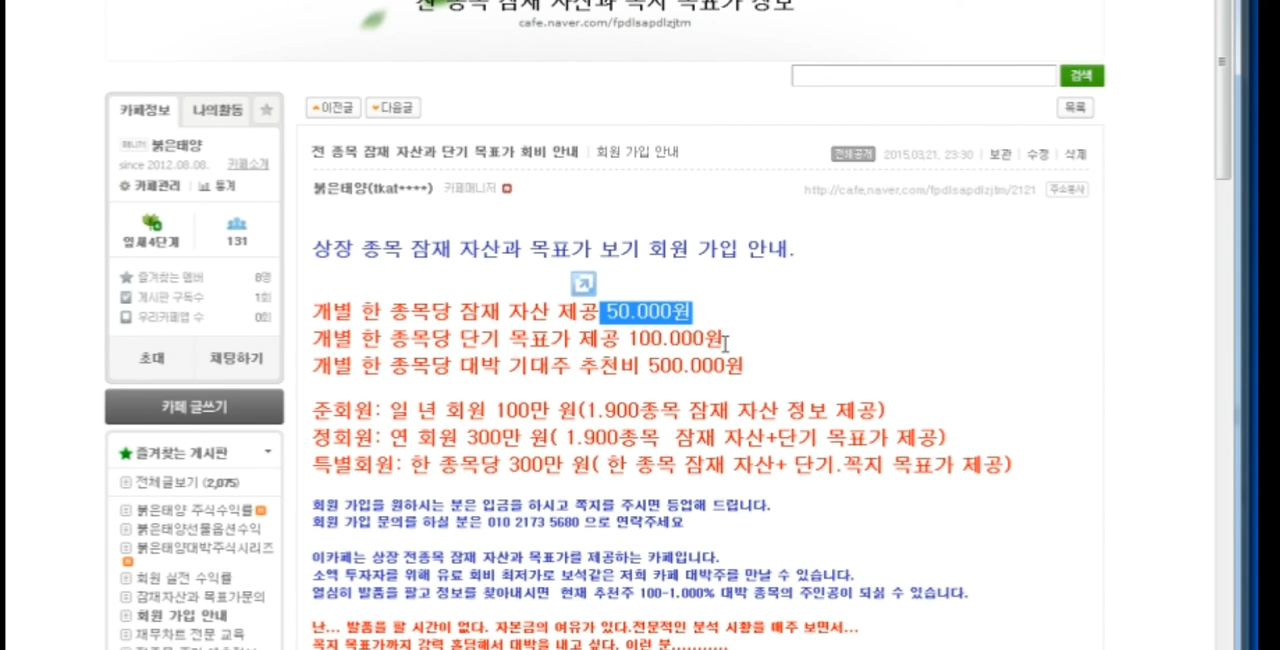 전 종목 잠재 자산과 꼭지 목표가 정보
cafe.naver.com/fpdlsapdlzjtm
검색
카페정보 나의활동
이전글 다음글
목록
매니저 붉은태양
since 2012.08.08. 카페소개
카페관리 통계
전 종목 잠재 자산과 단기 목표가 회비 안내 | 회원 가입 안내
전체공개 2015.03.21. 23:30 | 보관 | 수정 | 삭제
붉은태양(tkat****) 카페매니저
http://cafe.naver.com/fpdlsapdlzjtm/2121 주소복사
잎새4단계 131
즐겨찾는 멤버 8명
게시판 구독수 1회
우리카페앱 수 0회
초대 채팅하기
카페 글쓰기
즐겨찾는 게시판
전체글보기 (2,075)
붉은태양 주식수익률
붉은태양선물옵션수익
붉은태양대박주식시리즈
회원 실전 수익률
잠재자산과 목표가문의
회원 가입 안내
재무차트 전문 교육
상장 종목 잠재 자산과 목표가 보기 회원 가입 안내.
개별 한 종목당 잠재 자산 제공 50.000원
개별 한 종목당 단기 목표가 제공 100.000원
개별 한 종목당 대박 기대주 추천비 500.000원
준회원: 일 년 회원 100만 원(1.900종목 잠재 자산 정보 제공)
정회원: 연 회원 300만 원( 1.900종목 잠재 자산+단기 목표가 제공)
특별회원: 한 종목당 300만 원( 한 종목 잠재 자산+ 단기.꼭지 목표가 제공)
회원 가입을 원하시는 분은 입금을 하시고 쪽지를 주시면 등업해 드립니다.
회원 가입 문의를 하실 분은 010 2173 5680 으로 연락주세요
이카페는 상장 전종목 잠재 자산과 목표가를 제공하는 카페입니다.
소액 투자자를 위해 유료 회비 최저가로 보석같은 저희 카페 대박주를 만날 수 있습니다.
열심히 발품을 팔고 정보를 찾아내시면 현재 추천주 100-1.000% 대박 종목의 주인공이 되실 수 있습니다.
난... 발품을 팔 시간이 없다. 자본금의 여유가 있다.전문적인 분석 시황을 매주 보면서...
꼭지 목표가까지 강력 홀딩해서 대박을 내고 싶다. 이런 분...........